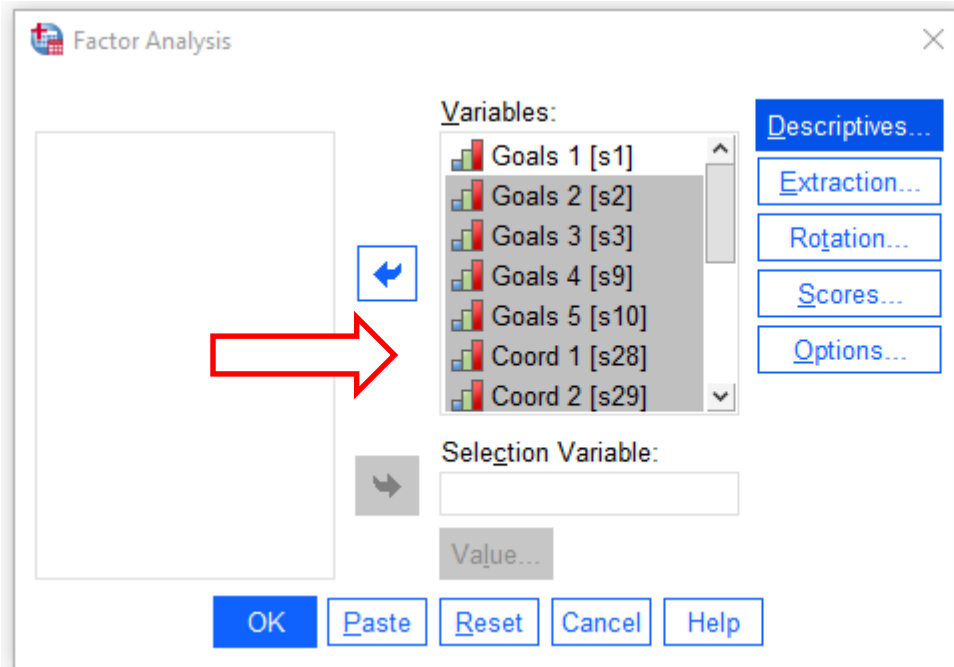 Factor Analysis
Variables:
Goals 1 [s1]
Goals 2 [s2]
Goals 3 [s3]
Goals 4 [s9]
Goals 5 [s10]
Coord 1 [s28]
Coord 2 [s29]
Descriptives...
Extraction...
Rotation...
Scores...
Options...
Selection Variable:
Value...
OK Paste Reset Cancel Help